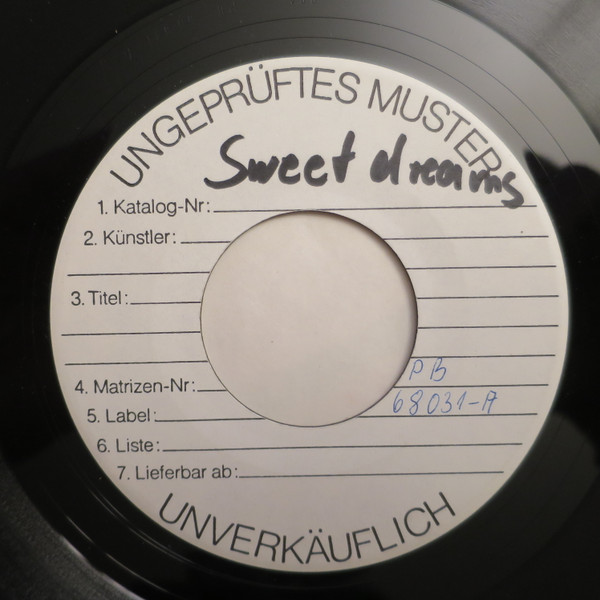 UNGEPRÜFTES MUSTER
Sweet dreams
1. Katalog-Nr:
2. Künstler:
3. Titel:
PB
4. Matrizen-Nr:
68031-A
5. Label:
6. Liste:
7. Lieferbar ab:
UNVERKÄUFLICH